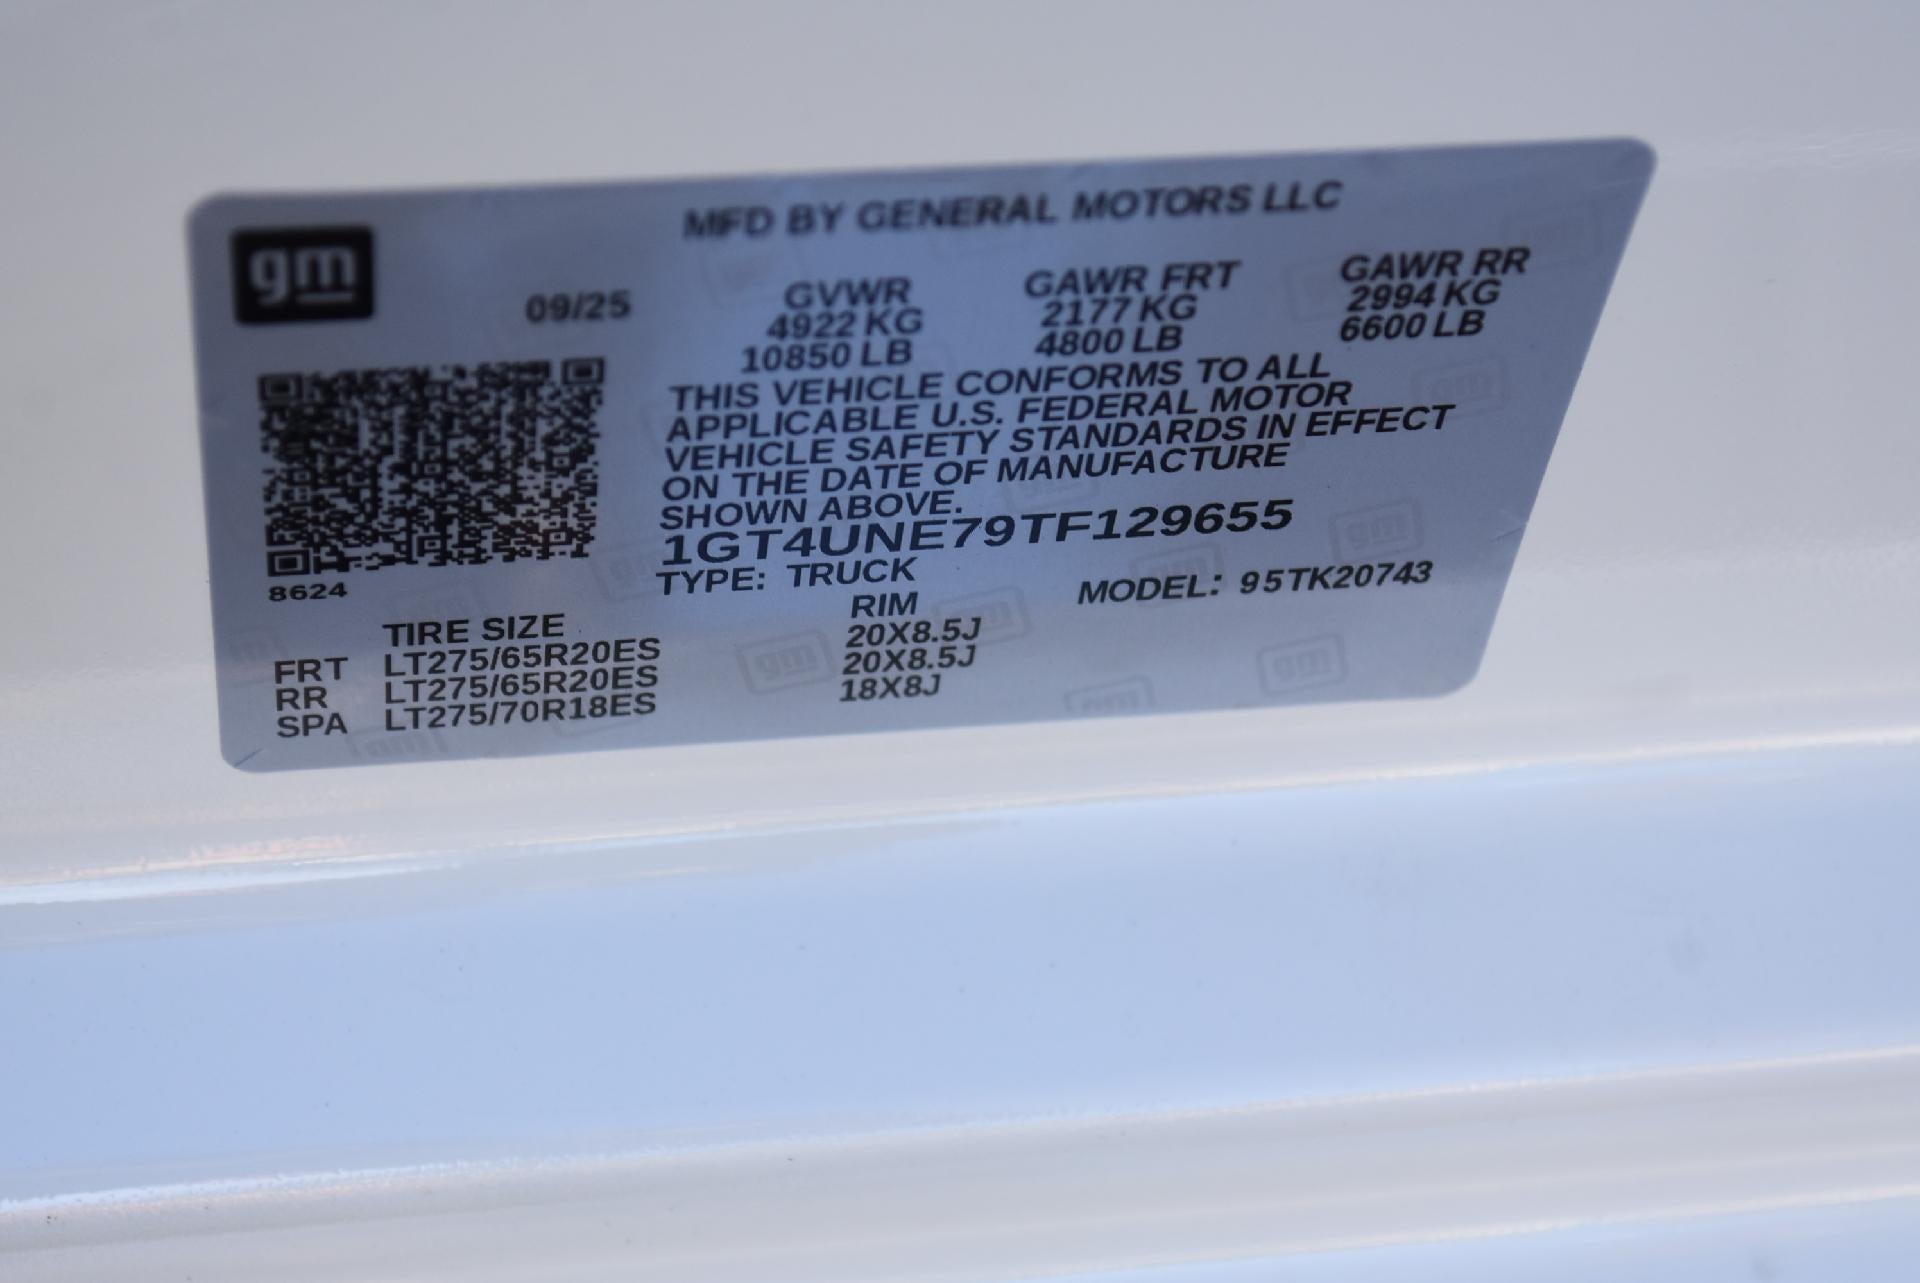 gm
MFD BY GENERAL MOTORS LLC
09/25
GVWR GAWR FRT GAWR RR
4922 KG 2177 KG 2994 KG
10850 LB 4800 LB 6600 LB
THIS VEHICLE CONFORMS TO ALL
APPLICABLE U.S. FEDERAL MOTOR
VEHICLE SAFETY STANDARDS IN EFFECT
ON THE DATE OF MANUFACTURE
SHOWN ABOVE.
1GT4UNE79TF129655
TYPE: TRUCK MODEL: 95TK20743
8624
TIRE SIZE RIM
FRT LT275/65R20ES 20X8.5J
RR LT275/65R20ES 20X8.5J
SPA LT275/70R18ES 18X8J